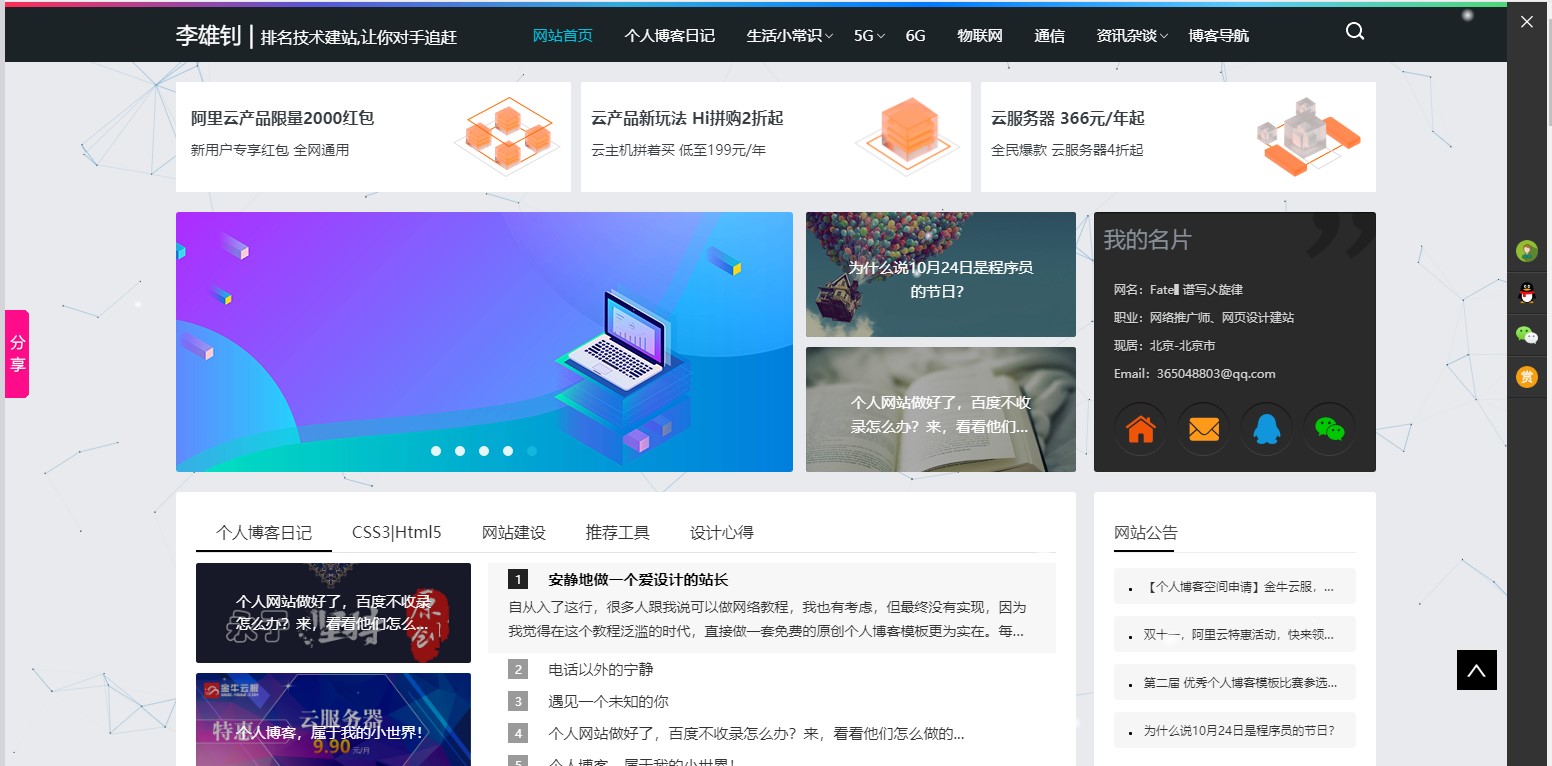 李雄钊 | 排名技术建站,让你对手追赶
网站首页 个人博客日记 生活小常识 5G 6G 物联网 通信 资讯杂谈 博客导航
阿里云产品限量2000红包
新用户专享红包 全网通用
云产品新玩法 Hi拼购2折起
云主机拼着买 低至199元/年
云服务器 366元/年起
全民爆款 云服务器4折起
分
享
为什么说10月24日是程序员
的节日？
个人网站做好了，百度不收
录怎么办？来，看看他们...
我的名片
网名：Fate 谱写乄旋律
职业：网络推广师、网页设计建站
现居：北京-北京市
Email：365048803@qq.com
赏
个人博客日记 CSS3|Html5 网站建设 推荐工具 设计心得
个人网站做好了，百度不收录
怎么办？来，看看他们怎么...
原创
金牛云服
特惠
云服务器
9.90元/月
个人博客，属于我的小世界！
1 安静地做一个爱设计的站长
自从入了这行，很多人跟我说可以做网络教程，我也有考虑，但最终没有实现，因为
我觉得在这个教程泛滥的时代，直接做一套免费的原创个人博客模板更为实在。每...
2 电话以外的宁静
3 遇见一个未知的你
4 个人网站做好了，百度不收录怎么办？来，看看他们怎么做的...
5 个人博客，属于我的小世界！
网站公告
【个人博客空间申请】金牛云服，...
双十一，阿里云特惠活动，快来领...
第二届 优秀个人博客模板比赛参选...
为什么说10月24日是程序员的节日？